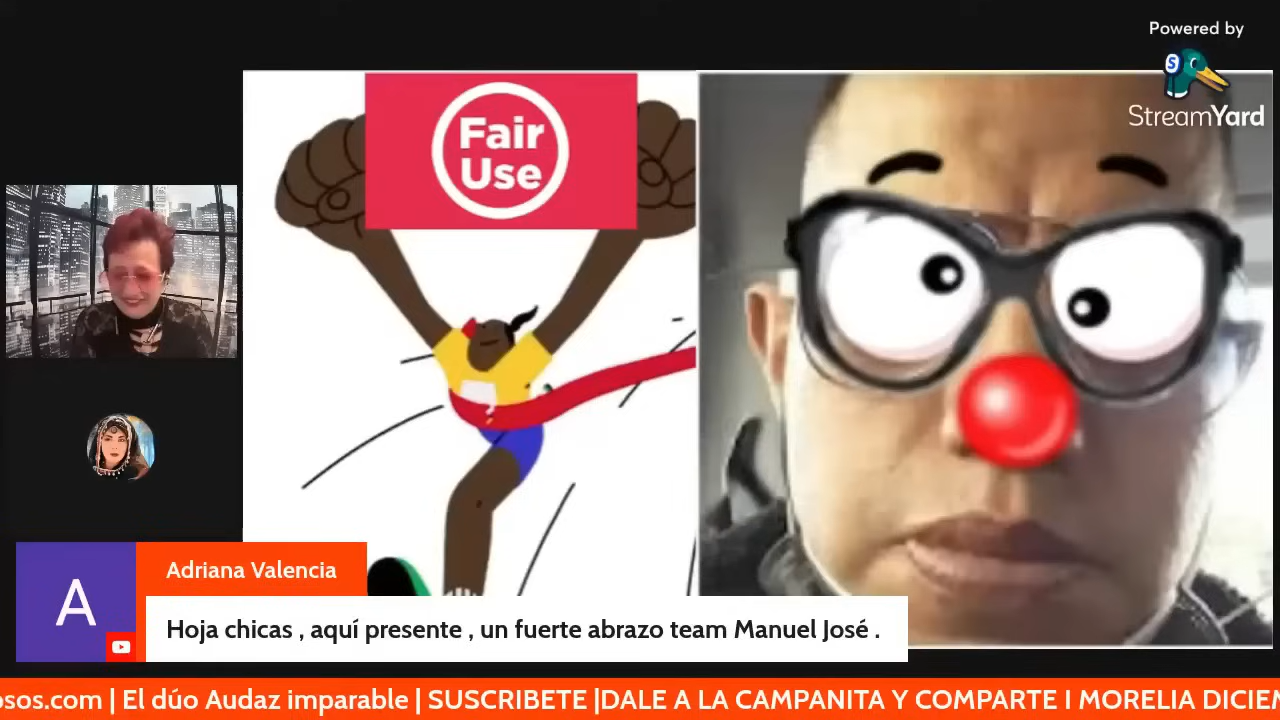 Powered by
StreamYard
Fair
Use
A
Adriana Valencia
Hoja chicas , aquí presente , un fuerte abrazo team Manuel José .
osos.com | El dúo Audaz imparable | SUSCRIBETE |DALE A LA CAMPANITA Y COMPARTE I MORELIA DICIEM